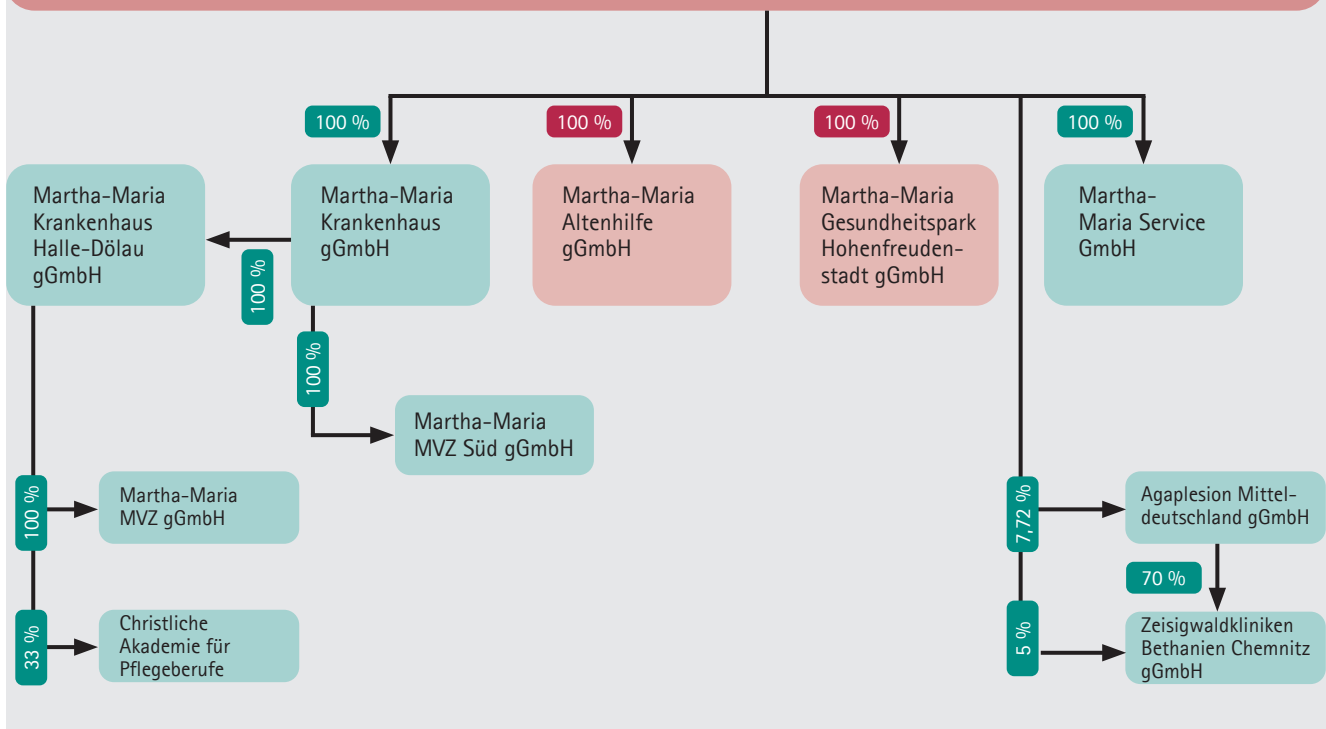 100 %
100 %
100 %
100 %
Martha-Maria
Krankenhaus
Halle-Dölau
gGmbH
Martha-Maria
Krankenhaus
gGmbH
Martha-Maria
Altenhilfe
gGmbH
Martha-Maria
Gesundheitspark
Hohenfreuden-
stadt gGmbH
Martha-
Maria Service
GmbH
100 %
100 %
Martha-Maria
MVZ Süd gGmbH
100 %
Martha-Maria
MVZ gGmbH
33 %
Christliche
Akademie für
Pflegeberufe
7,72 %
Agaplesion Mittel-
deutschland gGmbH
70 %
5 %
Zeisigwaldkliniken
Bethanien Chemnitz
gGmbH